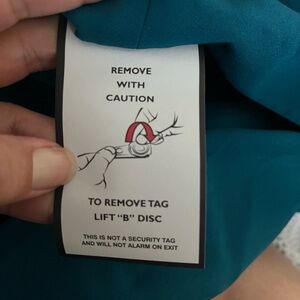 REMOVE
WITH
CAUTION
TO REMOVE TAG
LIFT "B" DISC
THIS IS NOT A SECURITY TAG
AND WILL NOT ALARM ON EXIT